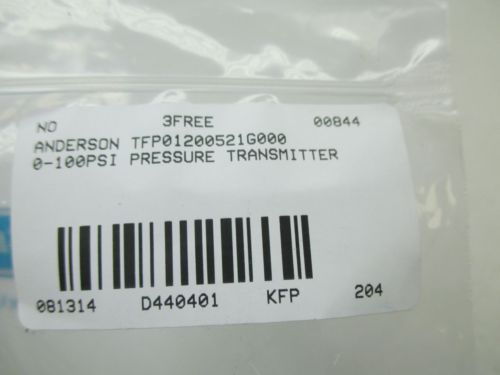 NO 3FREE 00844
ANDERSON TFP01200521G000
0-100PSI PRESSURE TRANSMITTER
081314 D440401 KFP 204